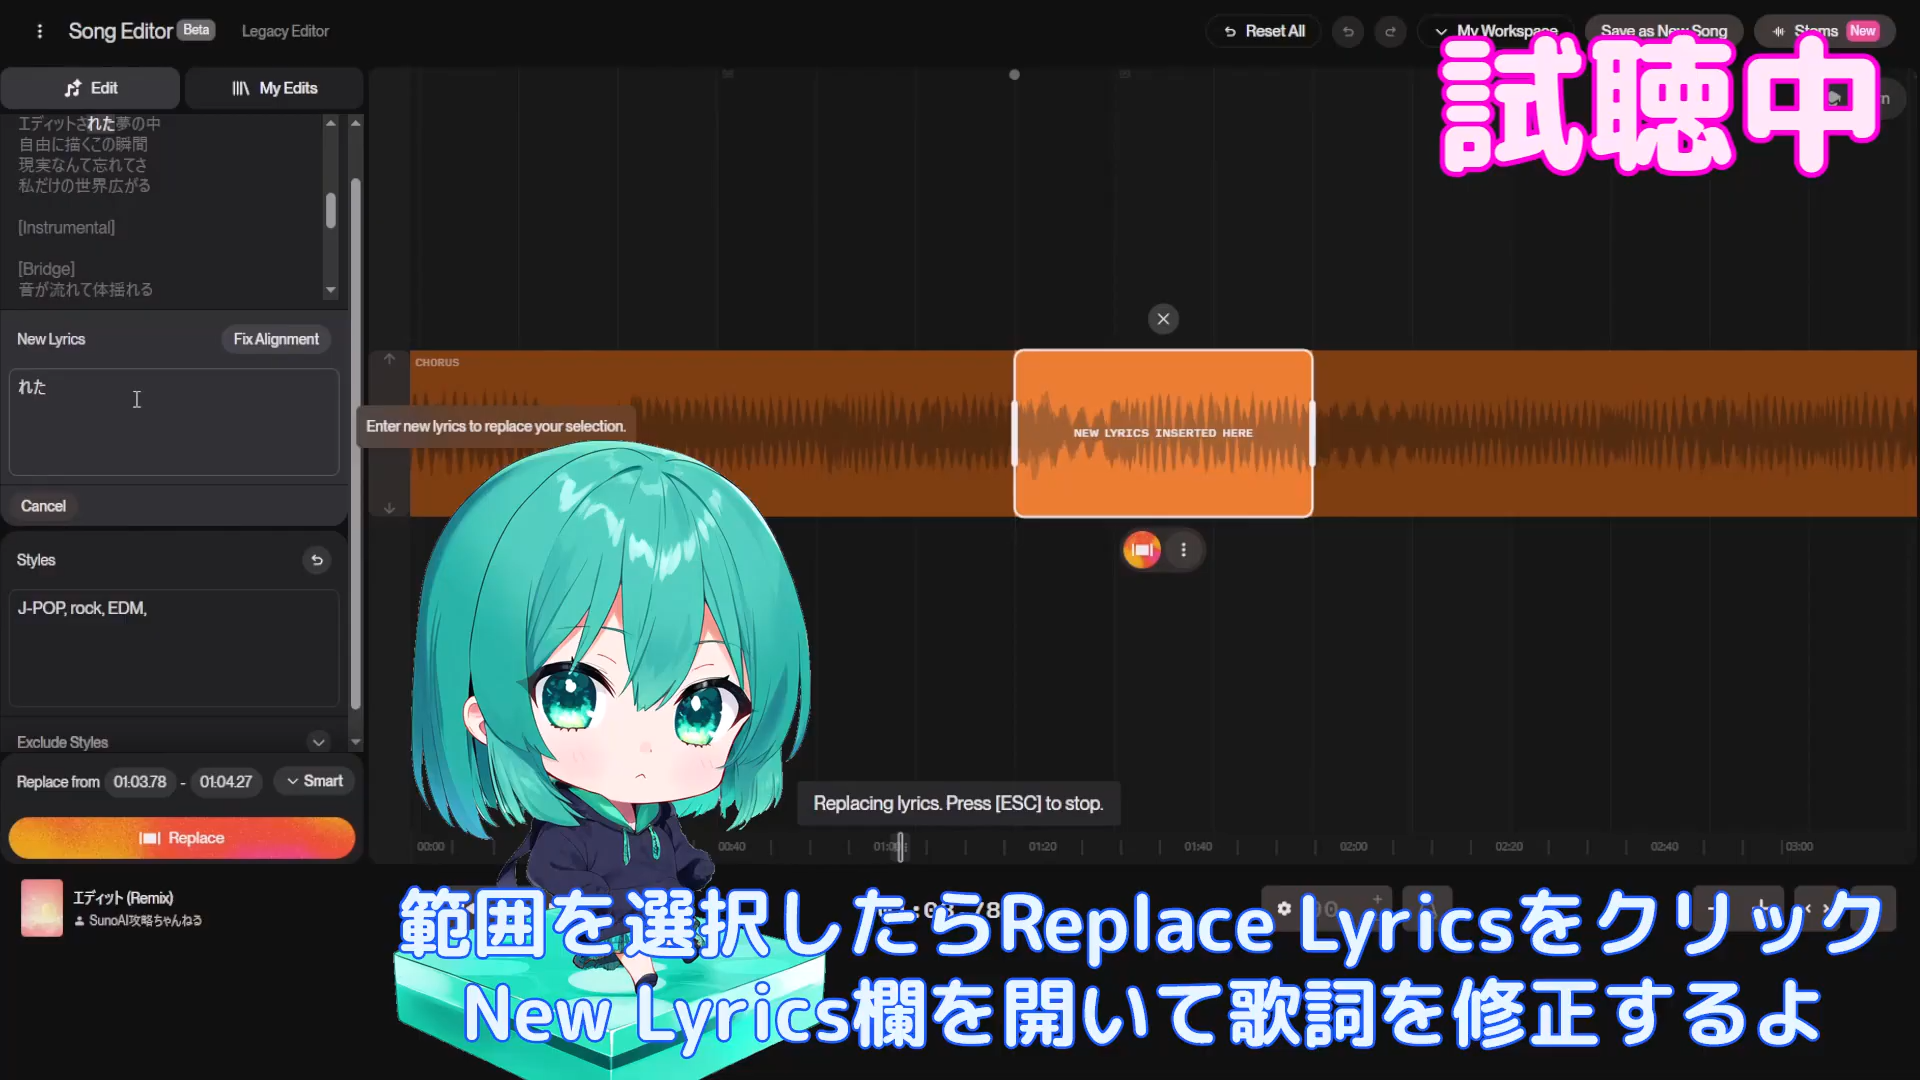 Song Editor Beta Legacy Editor
Reset All
My Workspace
Save as New Song
Stems New
試聴中
Edit
My Edits
エディットされた夢の中
自由に描くこの瞬間
現実なんて忘れてさ
私だけの世界広がる
[Instrumental]
[Bridge]
音が流れて体揺れる
New Lyrics
Fix Alignment
れた
Cancel
Enter new lyrics to replace your selection.
CHORUS
NEW LYRICS INSERTED HERE
Styles
J-POP, rock, EDM,
Exclude Styles
Replace from 01:03.78 - 01:04.27 Smart
Replace
Replacing lyrics. Press [ESC] to stop.
00:00 00:40 01:20 01:40 02:00 02:20 02:40 03:00
エディット (Remix)
SunoAI攻略ちゃんねる
範囲を選択したらReplace Lyricsをクリック
New Lyrics欄を開いて歌詞を修正するよ